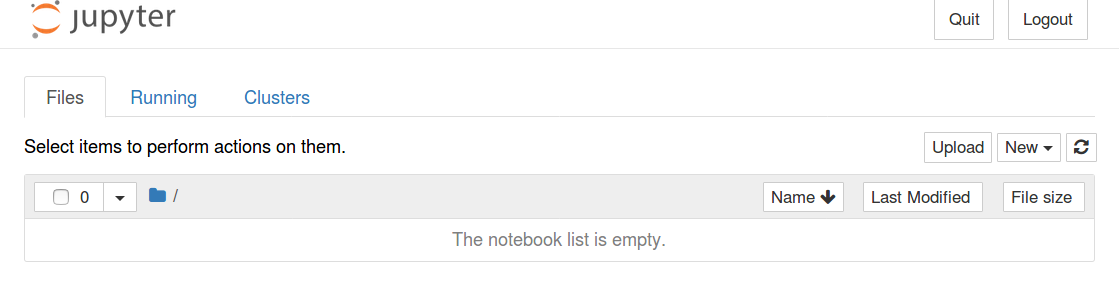 jupyter Quit Logout
Files Running Clusters
Select items to perform actions on them. Upload New
0 / Name Last Modified File size
The notebook list is empty.